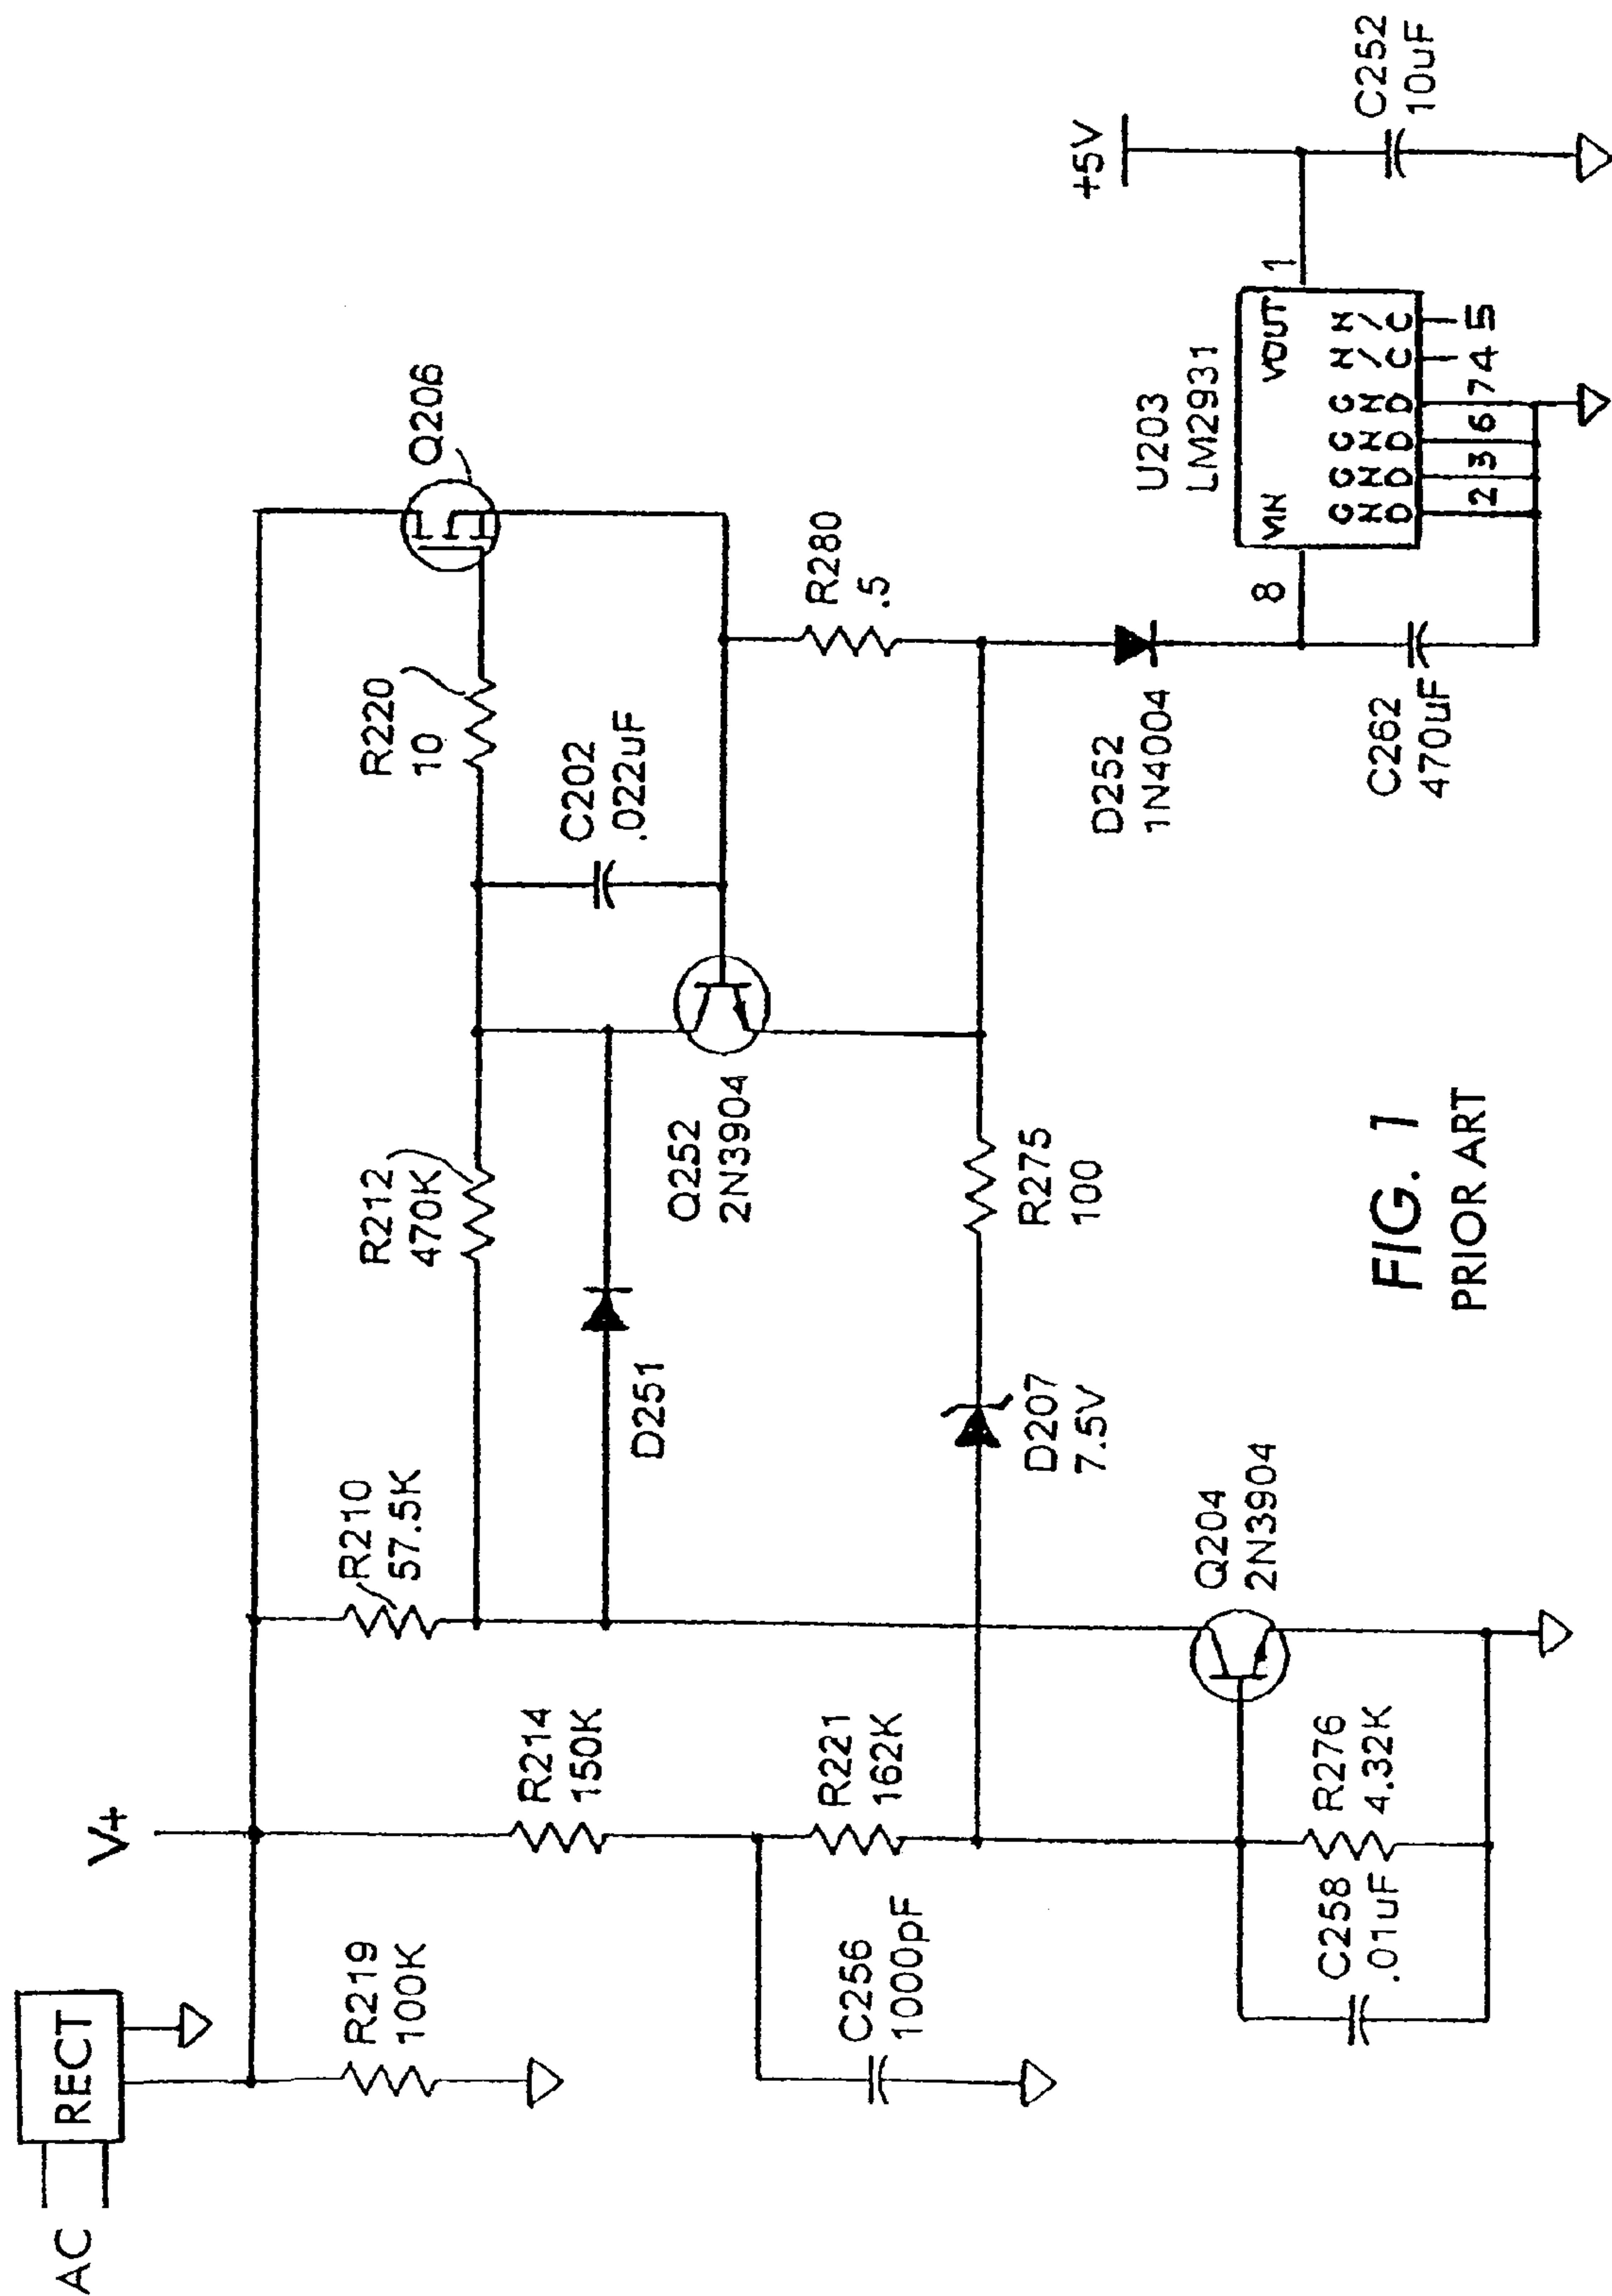 AC
RECT
V+
R219
100K
R214
150K
R210
57.5K
R212
470K
R220
10
Q206
C202
.022uF
D251
Q252
2N3904
R280
.5
C256
1000pF
R221
162K
D207
7.5V
R275
100
D252
1N4004
C258
.01uF
R276
4.32K
Q204
2N3904
C262
470uF
8
U203
LM2931
VIN
VOUT
GND
GND
GND
GND
N/C
N/C
2
3
6
7
4
5
1
+5V
C252
10uF
FIG. 1
PRIOR ART